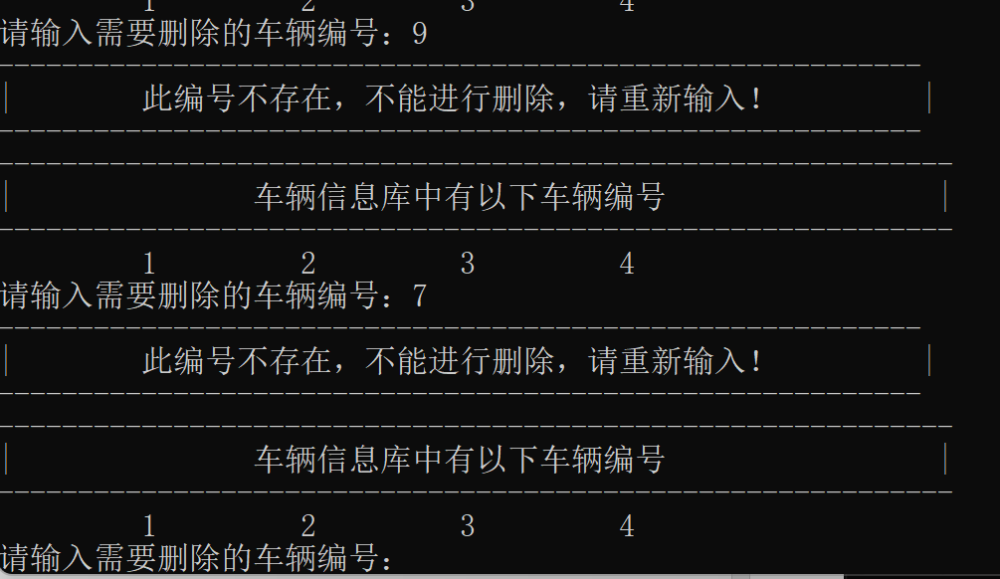 1 2 3 4
请输入需要删除的车辆编号：9
----------------------------------------------------------
| 此编号不存在，不能进行删除，请重新输入！ |
----------------------------------------------------------
------------------------------------------------------------
| 车辆信息库中有以下车辆编号 |
------------------------------------------------------------
1 2 3 4
请输入需要删除的车辆编号：7
----------------------------------------------------------
| 此编号不存在，不能进行删除，请重新输入！ |
----------------------------------------------------------
------------------------------------------------------------
| 车辆信息库中有以下车辆编号 |
------------------------------------------------------------
1 2 3 4
请输入需要删除的车辆编号：